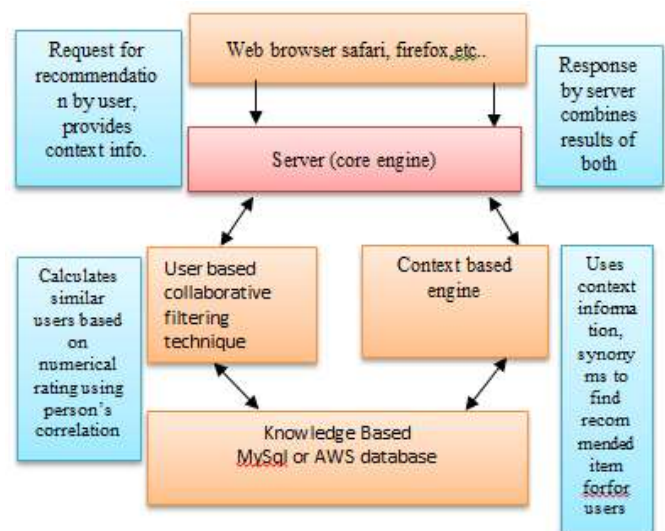 Request for
recommendatio
n by user,
provides
context info.
Web browser safari, firefox,etc..
Response
by server
combines
results of
both
Server (core engine)
Calculates
similar
users based
on
numerical
rating using
person's
correlation
User based
collaborative
filtering
technique
Context based
engine
Uses
context
informa
tion,
synony
ms to
find
recom
mended
item
forfor
users
Knowledge Based
MySql or AWS database